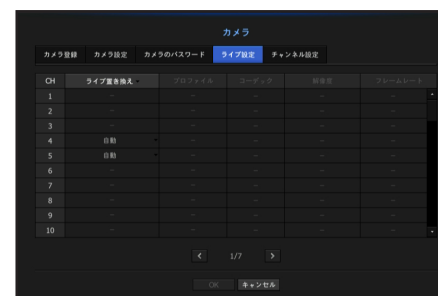 カメラ
カメラ登録 カメラ設定 カメラのパスワード ライブ設定 チャンネル設定
CH ライブ置き換え プロファイル コーデック 解像度 フレームレート
1 -- -- -- -- --
2 -- -- -- -- --
3 -- -- -- -- --
4 自動 -- -- -- --
5 自動 -- -- -- --
6 -- -- -- -- --
7 -- -- -- -- --
8 -- -- -- -- --
9 -- -- -- -- --
10 -- -- -- -- --
< 1/7 >
OK キャンセル